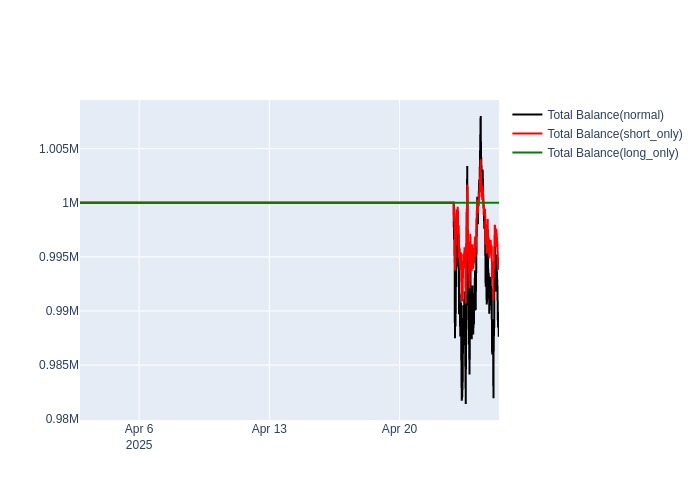 Total Balance(normal)
Total Balance(short_only)
Total Balance(long_only)
1.005M
1M
0.995M
0.99M
0.985M
0.98M
Apr 6
2025
Apr 13
Apr 20